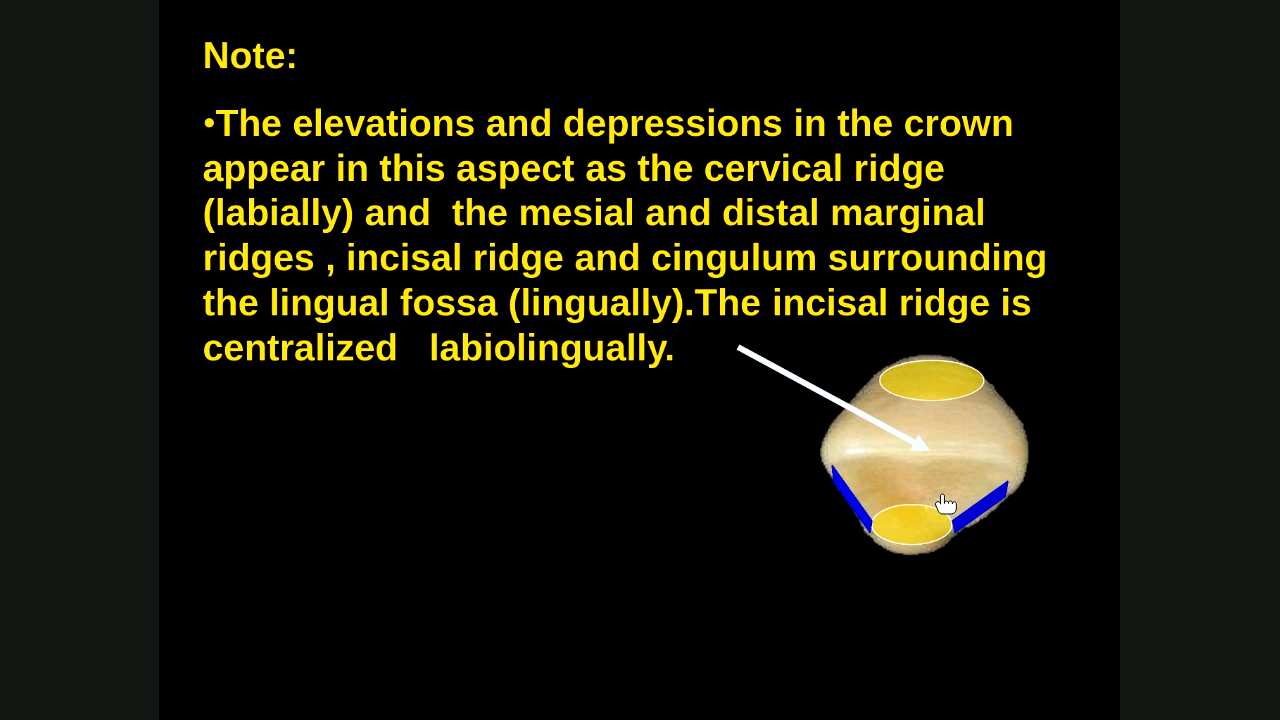 Note:
•The elevations and depressions in the crown
appear in this aspect as the cervical ridge
(labially) and  the mesial and distal marginal
ridges , incisal ridge and cingulum surrounding
the lingual fossa (lingually).The incisal ridge is
centralized   labiolingually.